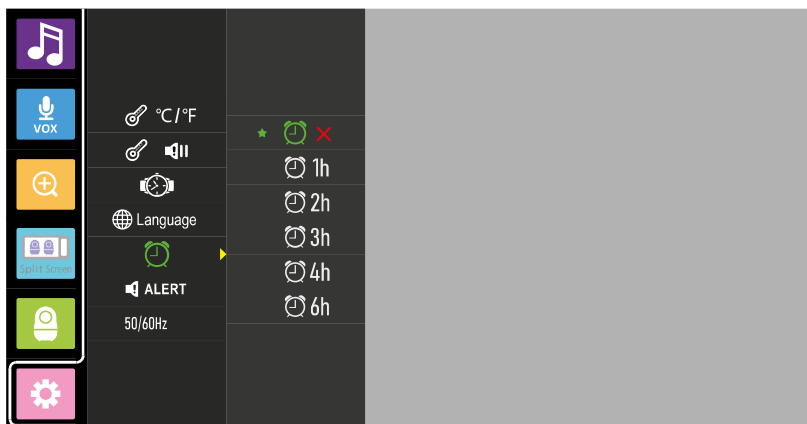 VOX
Split Screen
°C/°F
Language
ALERT
50/60Hz
1h
2h
3h
4h
6h